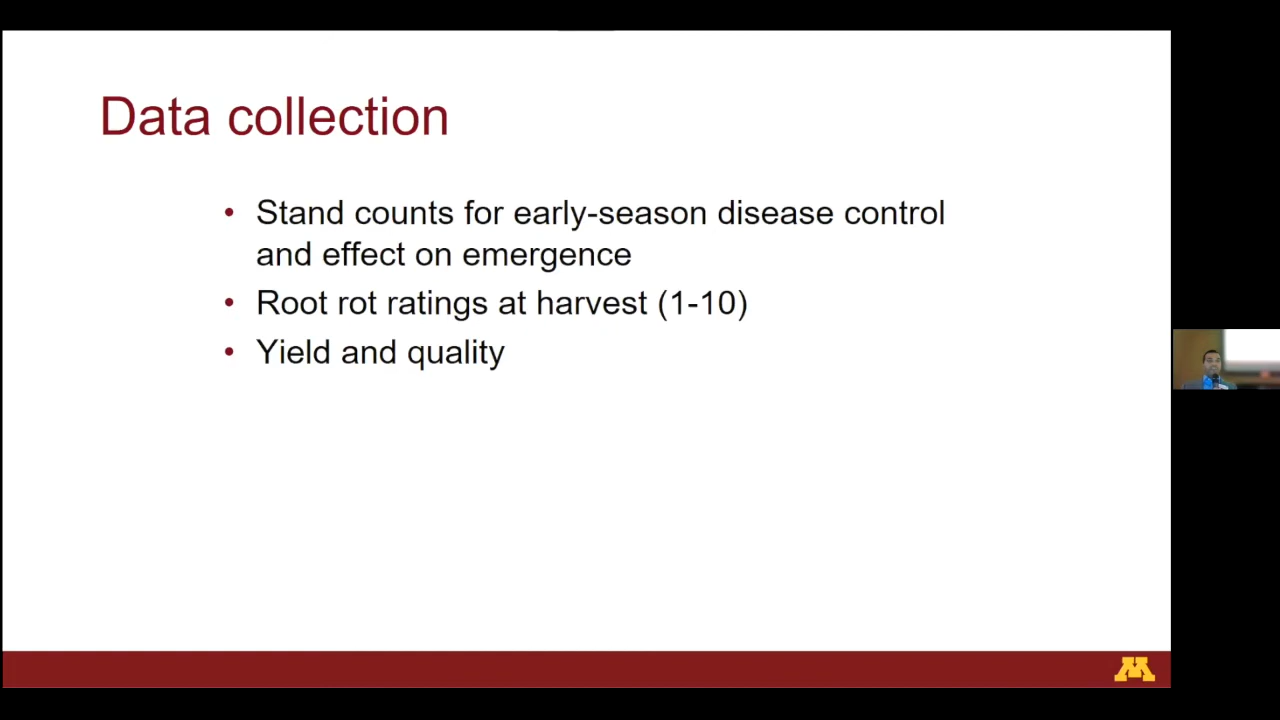 Data collection
• Stand counts for early-season disease control
and effect on emergence
• Root rot ratings at harvest (1-10)
• Yield and quality
M